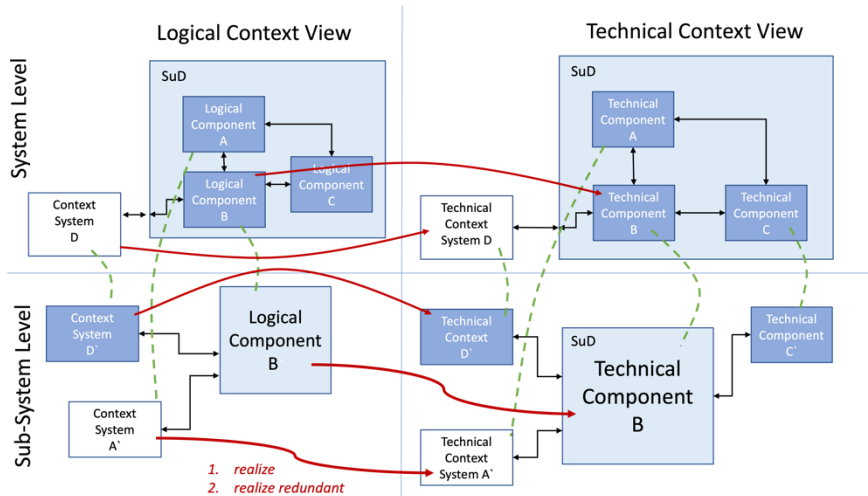 Logical Context View
Technical Context View
System Level
SuD
Logical
Component
A
Logical
Component
B
Logical
Component
C
Context
System
D
SuD
Technical
Component
A
Technical
Component
B
Technical
Component
C
Technical
Context
System D
Sub-System Level
Context
System
D`
Logical
Component
B`
Context
System
A`
1. realize
2. realize redundant
Technical
Context
D`
SuD
Technical
Component
B
Technical
Component
C`
Technical
Context
System A`